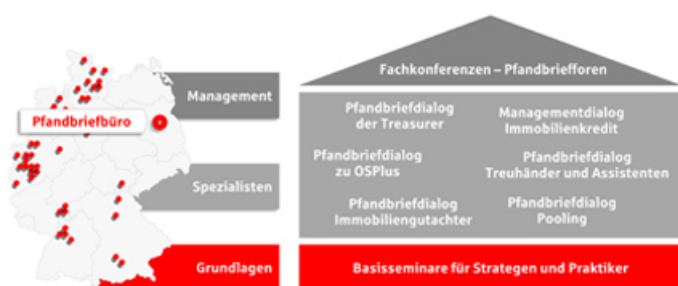 Management
Pfandbriefbüro
Spezialisten
Grundlagen
Fachkonferenzen – Pfandbriefforen
Pfandbriefdialog
der Treasurer
Managementdialog
Immobilienkredit
Pfandbriefdialog
zu OSPlus
Pfandbriefdialog
Treuhänder und Assistenten
Pfandbriefdialog
Immobiliengutachter
Pfandbriefdialog
Pooling
Basisseminare für Strategen und Praktiker